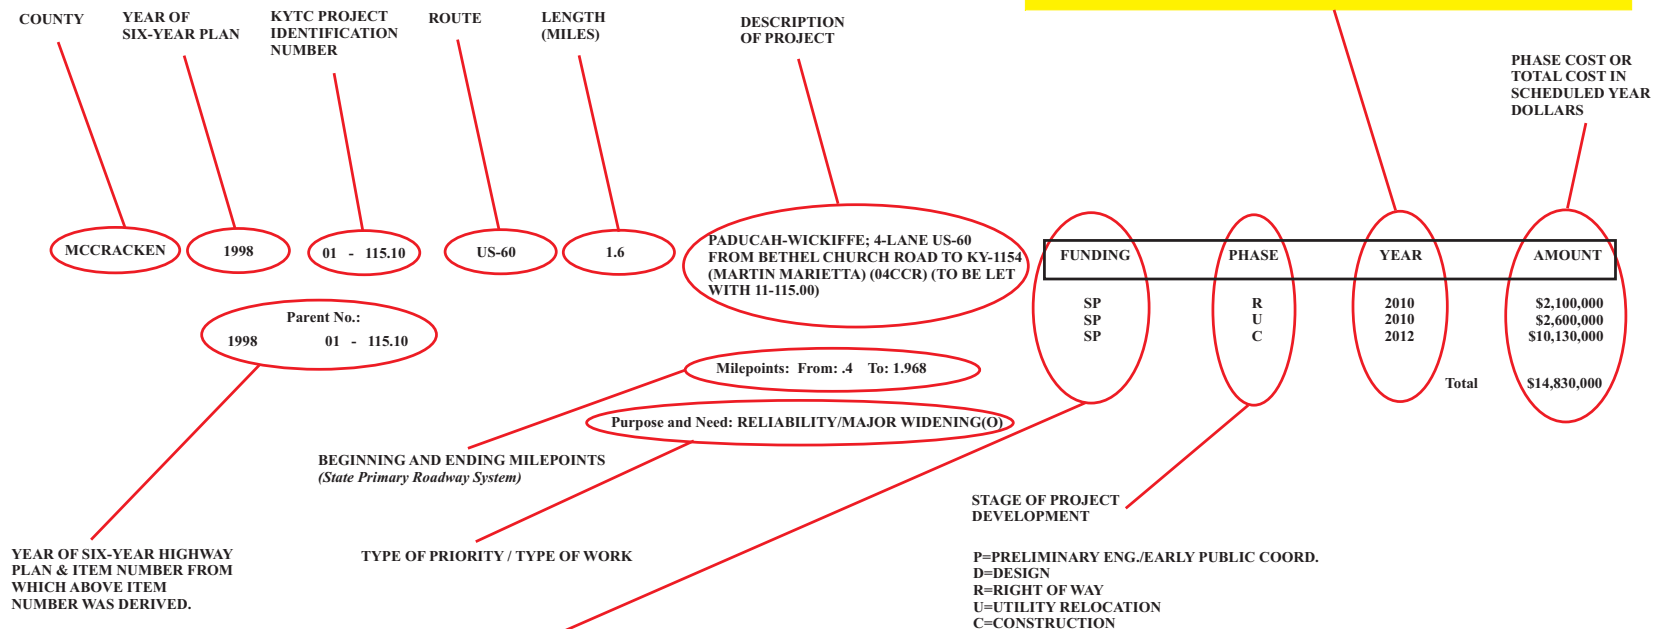 COUNTY
YEAR OF
SIX-YEAR PLAN
KYTC PROJECT
IDENTIFICATION
NUMBER
ROUTE
LENGTH
(MILES)
DESCRIPTION
OF PROJECT
PHASE COST OR
TOTAL COST IN
SCHEDULED YEAR
DOLLARS
MCCRACKEN
1998
01 - 115.10
US-60
1.6
PADUCAH-WICKIFFE; 4-LANE US-60
FROM BETHEL CHURCH ROAD TO KY-1154
(MARTIN MARIETTA) (04CCR) (TO BE LET
WITH 11-115.00)
FUNDING PHASE YEAR AMOUNT
SP R 2010 $2,100,000
SP U 2010 $2,600,000
SP C 2012 $10,130,000
Total $14,830,000
Parent No.:
1998 01 - 115.10
Milepoints: From: .4 To: 1.968
Purpose and Need: RELIABILITY/MAJOR WIDENING(O)
BEGINNING AND ENDING MILEPOINTS
(State Primary Roadway System)
STAGE OF PROJECT
DEVELOPMENT
YEAR OF SIX-YEAR HIGHWAY
PLAN & ITEM NUMBER FROM
WHICH ABOVE ITEM
NUMBER WAS DERIVED.
TYPE OF PRIORITY / TYPE OF WORK
P=PRELIMINARY ENG./EARLY PUBLIC COORD.
D=DESIGN
R=RIGHT OF WAY
U=UTILITY RELOCATION
C=CONSTRUCTION